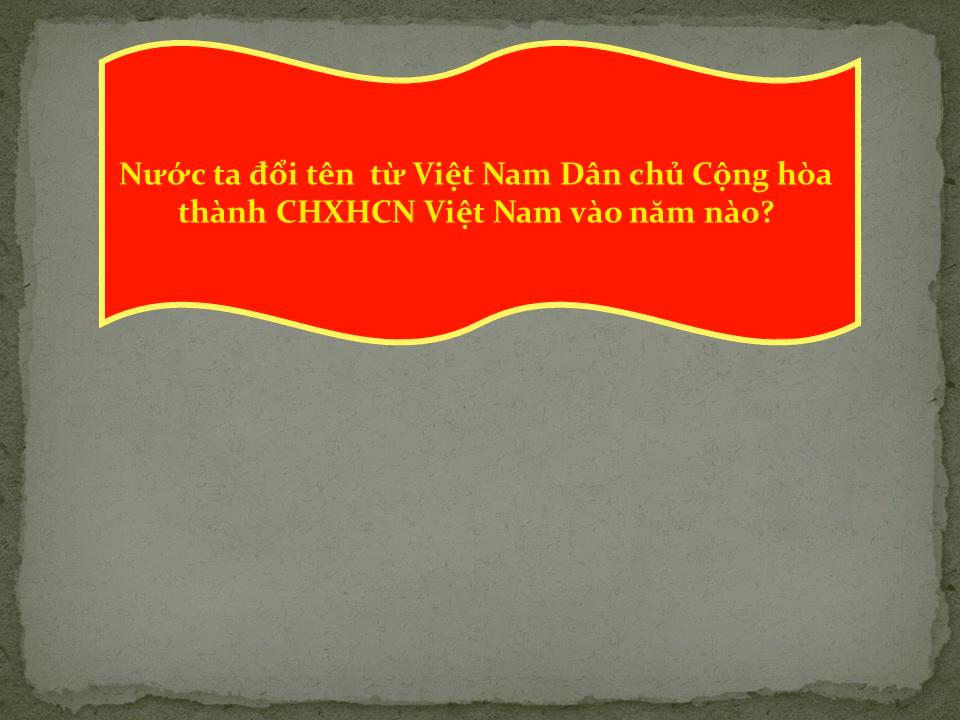 Nước ta đổi tên  từ Việt Nam Dân chủ Cộng hòa
thành CHXHCN Việt Nam vào năm nào?